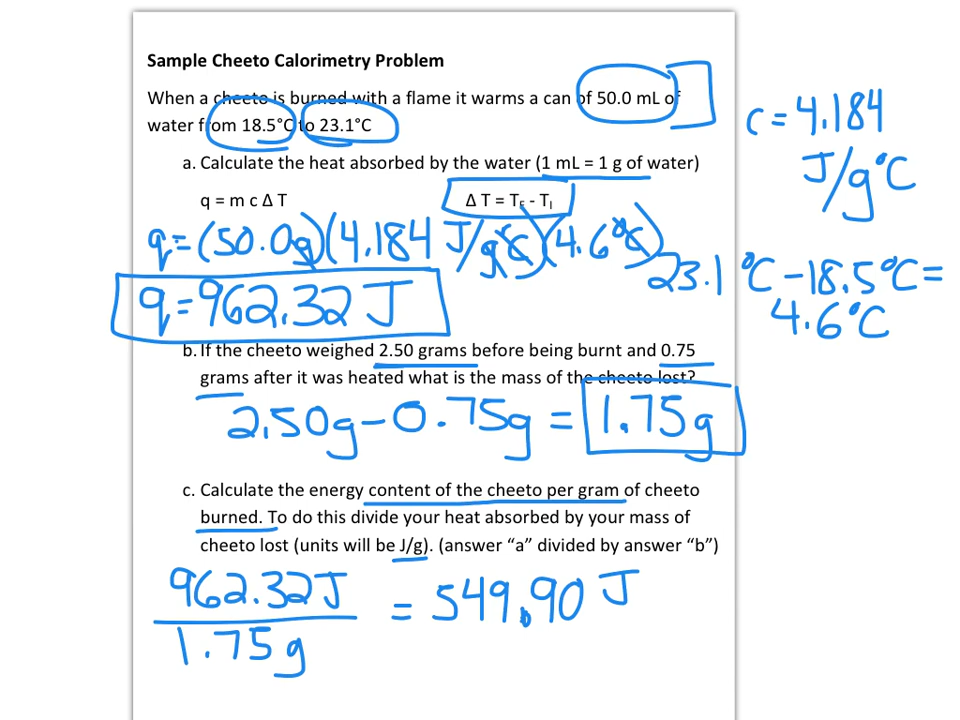 Sample Cheeto Calorimetry Problem
When a cheeto is burned with a flame it warms a can of 50.0 mL of
water from 18.5°C to 23.1°C
c = 4.184
J/g°C
a. Calculate the heat absorbed by the water (1 mL = 1 g of water)
q = m c Δ T
Δ T = T_F - T_I
q = (50.0g)(4.184 J/g°C)(4.6°C)
23.1 °C - 18.5°C =
4.6°C
q = 962.32 J
b. If the cheeto weighed 2.50 grams before being burnt and 0.75
grams after it was heated what is the mass of the cheeto lost?
2.50g - 0.75g = 1.75g
c. Calculate the energy content of the cheeto per gram of cheeto
burned. To do this divide your heat absorbed by your mass of
cheeto lost (units will be J/g). (answer “a” divided by answer “b”)
962.32 J
= 549.90 J
1.75 g